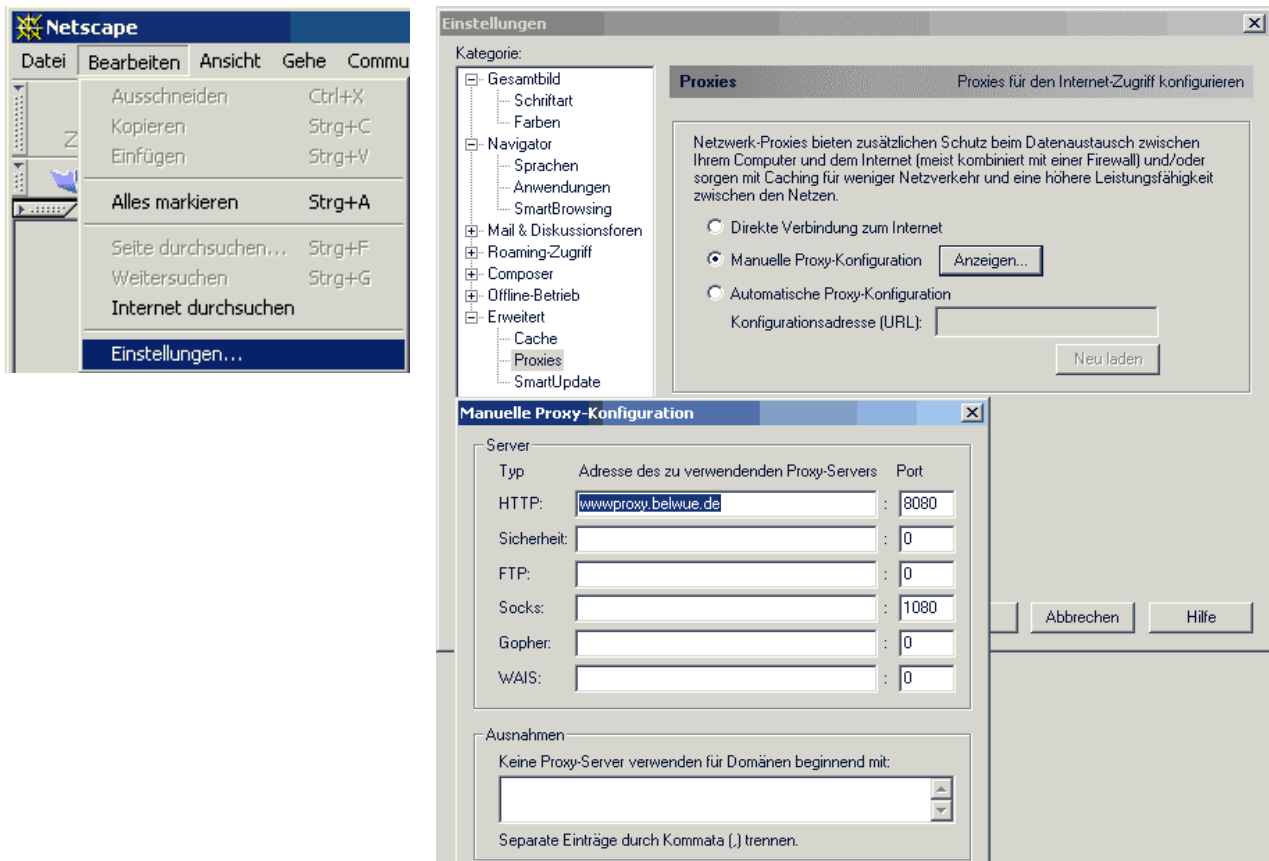 Netscape
Datei Bearbeiten Ansicht Gehe Commu
Ausschneiden Ctrl+X
Kopieren Strg+C
Einfügen Strg+V
Alles markieren Strg+A
Seite durchsuchen... Strg+F
Weitersuchen Strg+G
Internet durchsuchen
Einstellungen...
Einstellungen
Kategorie:
Gesamtbild
Schriftart
Farben
Navigator
Sprachen
Anwendungen
SmartBrowsing
Mail & Diskussionsforen
Roaming-Zugriff
Composer
Offline-Betrieb
Erweitert
Cache
Proxies
SmartUpdate
Proxies Proxies für den Internet-Zugriff konfigurieren
Netzwerk-Proxies bieten zusätzlichen Schutz beim Datenaustausch zwischen
Ihrem Computer und dem Internet (meist kombiniert mit einer Firewall) und/oder
sorgen mit Caching für weniger Netzverkehr und eine höhere Leistungsfähigkeit
zwischen den Netzen.
Direkte Verbindung zum Internet
Manuelle Proxy-Konfiguration Anzeigen...
Automatische Proxy-Konfiguration
Konfigurationsadresse (URL):
Neu laden
Abbrechen Hilfe
Manuelle Proxy-Konfiguration
Server
Typ Adresse des zu verwendenden Proxy-Servers Port
HTTP: wwwproxy.belwue.de : 8080
Sicherheit: : 0
FTP: : 0
Socks: : 1080
Gopher: : 0
WAIS: : 0
Ausnahmen
Keine Proxy-Server verwenden für Domänen beginnend mit:
Separate Einträge durch Kommata (,) trennen.